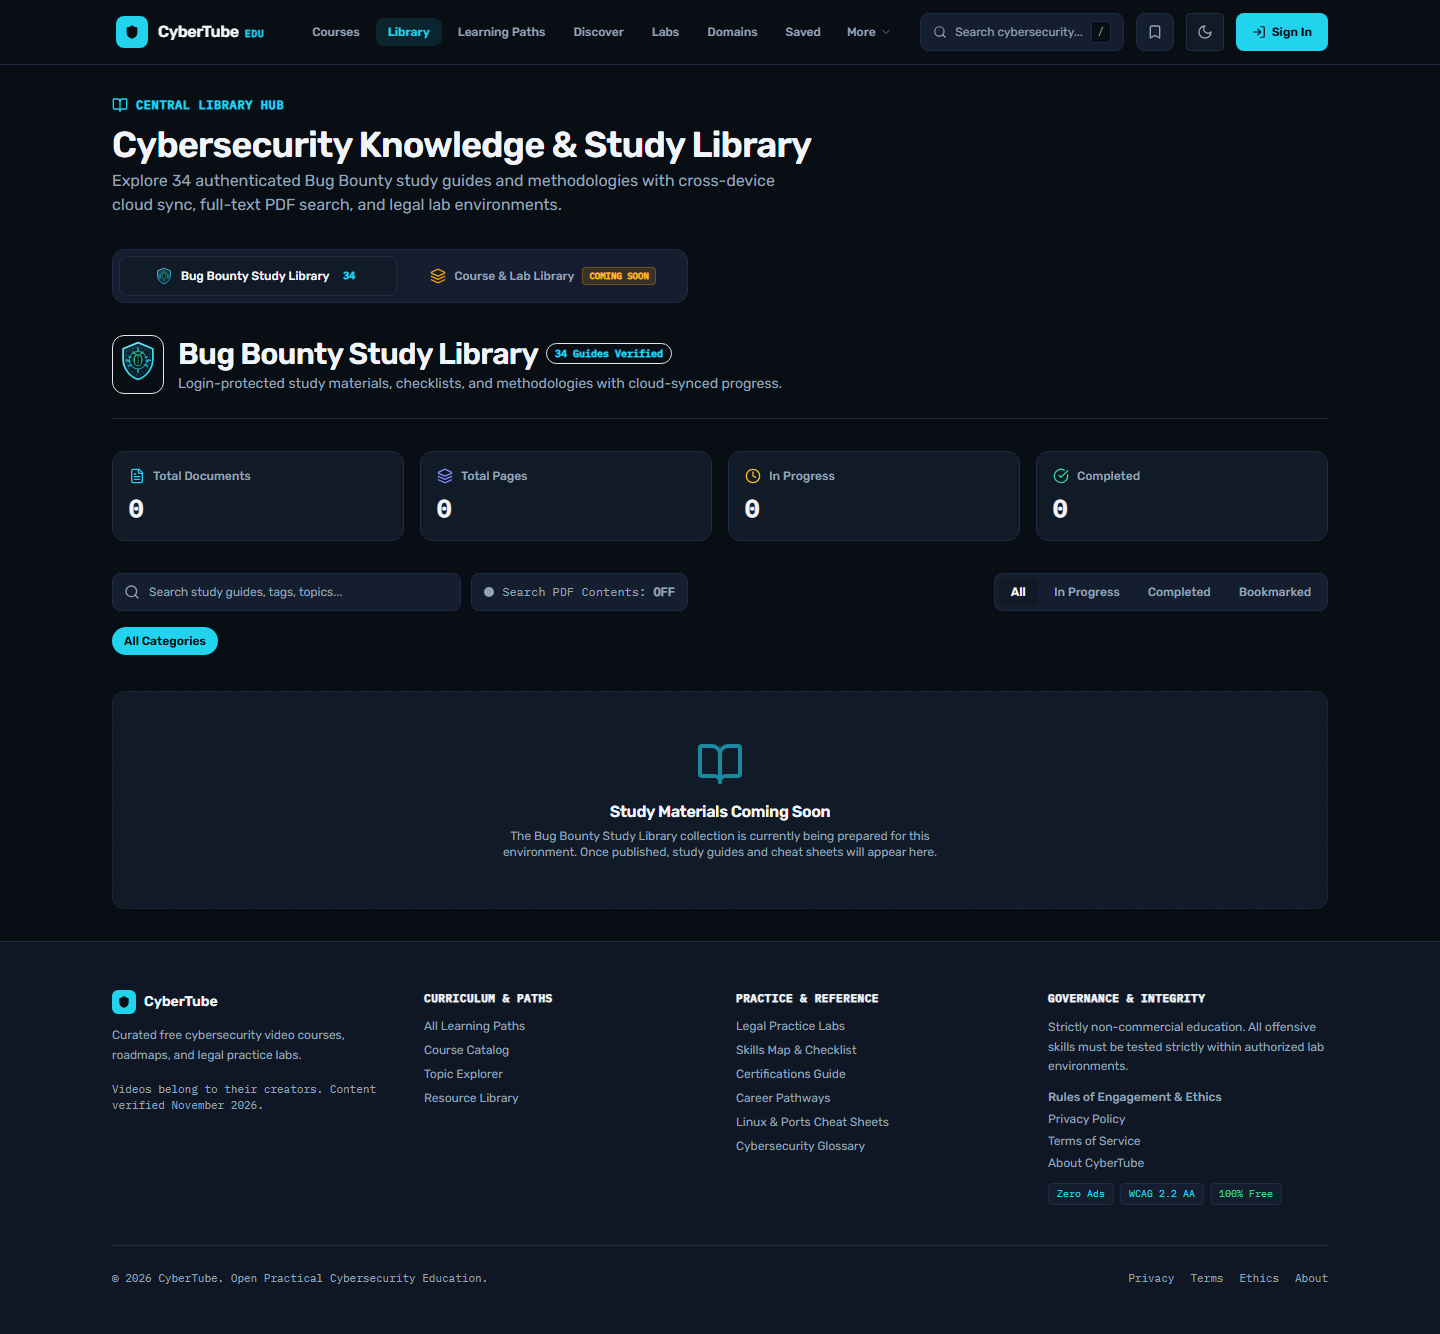 CyberTube EDU
Courses
Library
Learning Paths
Discover
Labs
Domains
Saved
More
Search cybersecurity...
/
Sign In
CENTRAL LIBRARY HUB
Cybersecurity Knowledge & Study Library
Explore 34 authenticated Bug Bounty study guides and methodologies with cross-device
cloud sync, full-text PDF search, and legal lab environments.
Bug Bounty Study Library 34
Course & Lab Library COMING SOON
Bug Bounty Study Library 34 Guides Verified
Login-protected study materials, checklists, and methodologies with cloud-synced progress.
Total Documents
0
Total Pages
0
In Progress
0
Completed
0
Search study guides, tags, topics...
Search PDF Contents: OFF
All
In Progress
Completed
Bookmarked
All Categories
Study Materials Coming Soon
The Bug Bounty Study Library collection is currently being prepared for this
environment. Once published, study guides and cheat sheets will appear here.
CyberTube
Curated free cybersecurity video courses,
roadmaps, and legal practice labs.
Videos belong to their creators. Content
verified November 2026.
CURRICULUM & PATHS
All Learning Paths
Course Catalog
Topic Explorer
Resource Library
PRACTICE & REFERENCE
Legal Practice Labs
Skills Map & Checklist
Certifications Guide
Career Pathways
Linux & Ports Cheat Sheets
Cybersecurity Glossary
GOVERNANCE & INTEGRITY
Strictly non-commercial education. All offensive
skills must be tested strictly within authorized lab
environments.
Rules of Engagement & Ethics
Privacy Policy
Terms of Service
About CyberTube
Zero Ads
WCAG 2.2 AA
100% Free
© 2026 CyberTube. Open Practical Cybersecurity Education.
Privacy
Terms
Ethics
About